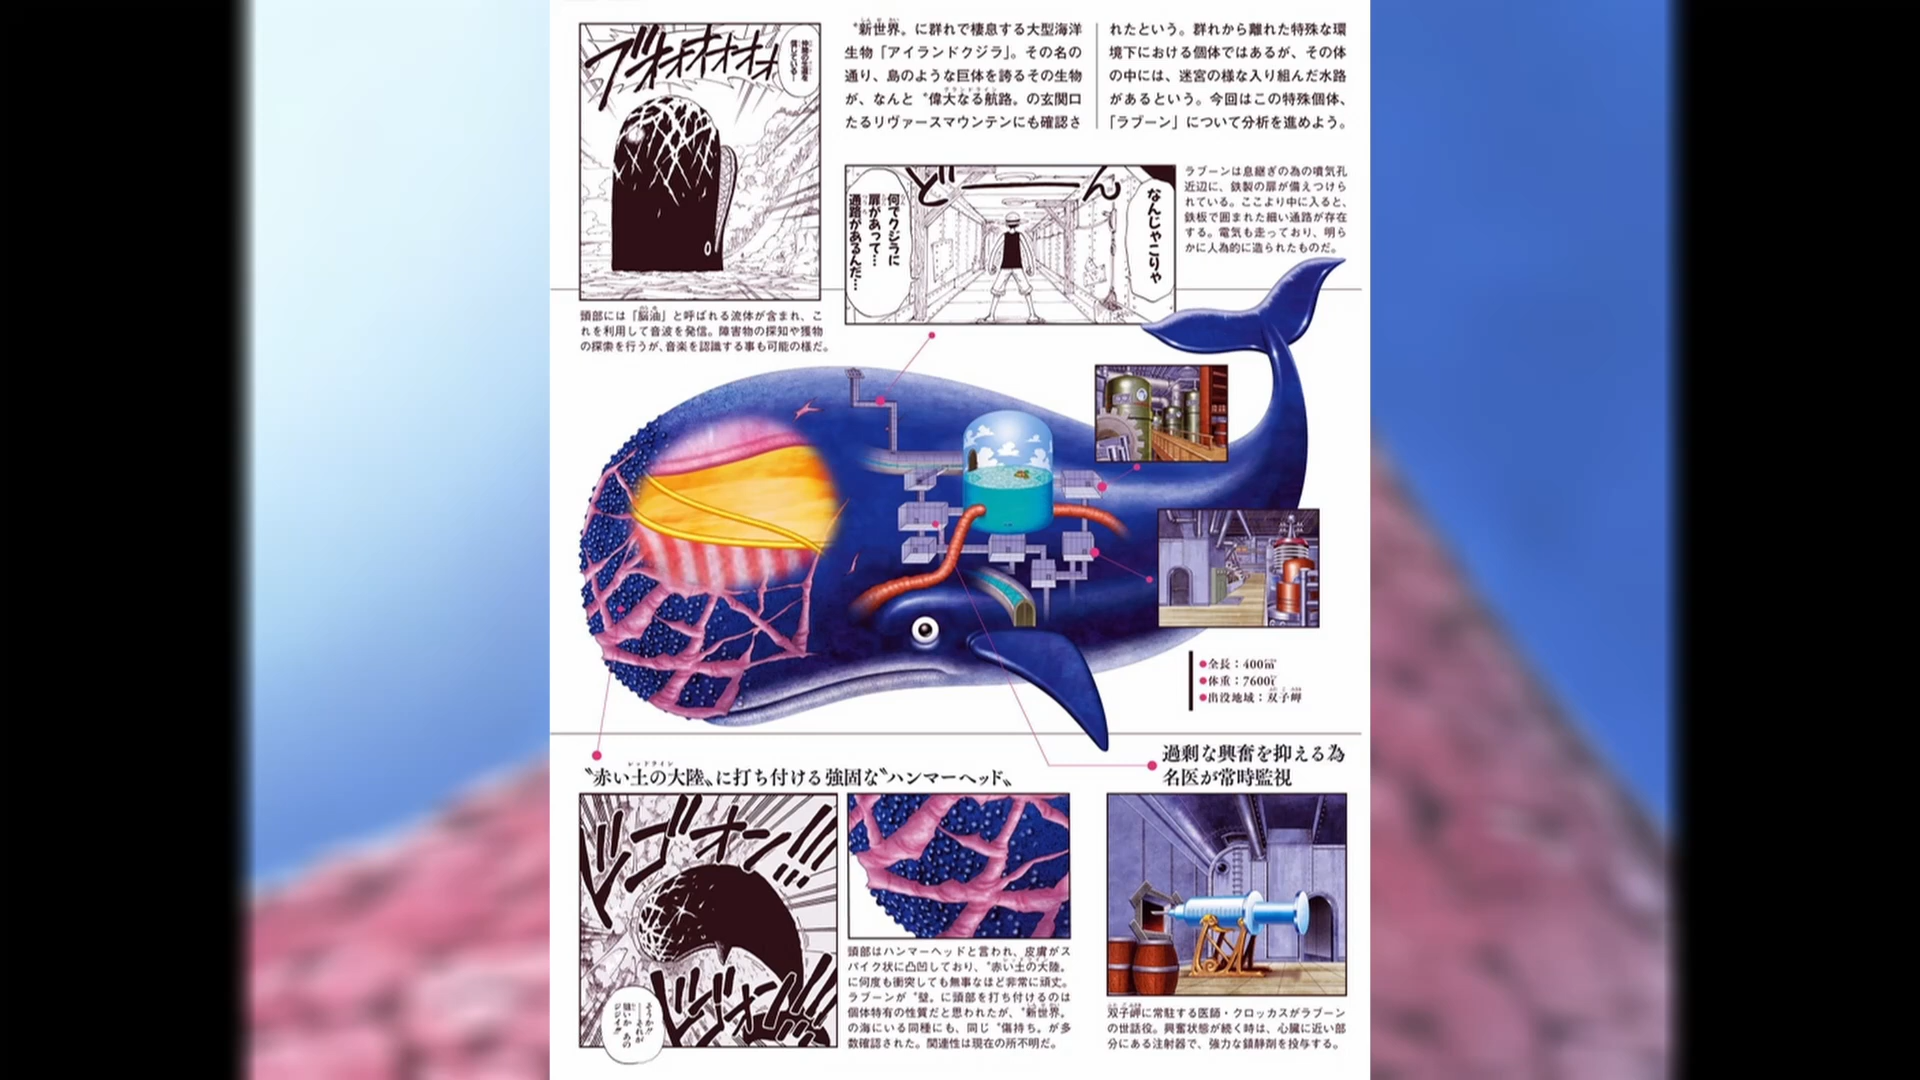 ブオオオオオオ
〝新世界〟に群れで棲息する大型海洋
生物「アイランドクジラ」。その名の
通り、島のような巨体を誇るその生物
が、なんと〝偉大なる航路〟の玄関口
たるリヴァースマウンテンにも確認さ
れたという。群れから離れた特殊な環
境下における個体ではあるが、その体
の中には、迷宮の様な入り組んだ水路
があるという。今回はこの特殊個体、
「ラブーン」について分析を進めよう。
なんじゃこりゃ
ど――ん
何でクジラに
扉があって…
通路があるんだ…
ラブーンは息継ぎの為の噴気孔
近辺に、鉄製の扉が備えつけら
れている。ここより中に入ると、
鉄板で囲まれた細い通路が存在
する。電気も走っており、明ら
かに人為的に造られたものだ。
頭部には「脳油」と呼ばれる流体が含まれ、こ
れを利用して音波を発信。障害物の探知や獲物
の探索を行うが、音楽を認識する事も可能の様だ。
●全長：400m
●体重：7600t
●出没地域：双子岬
〝赤い土の大陸〟に打ち付ける強固な〝ハンマーヘッド〟
過剰な興奮を抑える為
名医が常時監視
ドゴオン!!!
ドゴオン!!!
そうか!!
――それが
狙いか あの
ジジイ!!
頭部はハンマーヘッドと言われ、皮膚がス
パイク状に凸凹しており、〝赤い土の大陸〟
に何度も衝突しても無事なほど非常に頑丈。
ラブーンが〝壁〟に頭部を打ち付けるのは
個体特有の性質だと思われたが、〝新世界〟
の海にいる同種にも、同じ〝傷持ち〟が多
数確認された。関連性は現在の所不明だ。
双子岬に常駐する医師・クロッカスがラブーン
の世話役。興奮状態が続く時は、心臓に近い部
分にある注射器で、強力な鎮静剤を投与する。